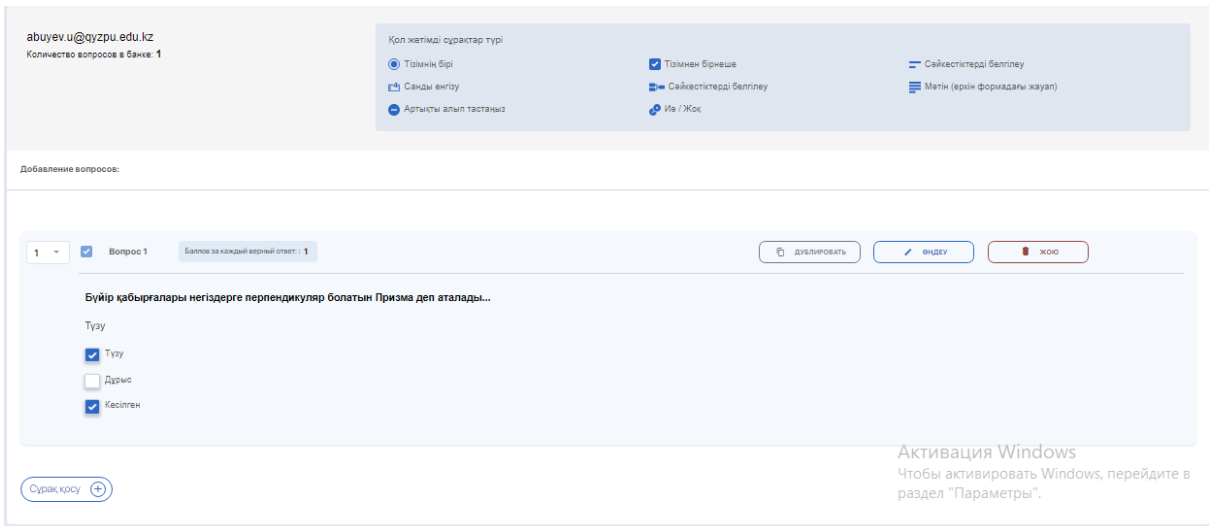 abuyev.u@qyzpu.edu.kz
Количество вопросов в банке: 1
Қол жетімді сұрақтар түрі
Тізімнің бірі
Тізімнен бірнеше
Сәйкестіктерді белгілеу
Санды енгізу
Сәйкестіктерді белгілеу
Мәтін (еркін формадағы жауап)
Артықты алып тастаңыз
Иә / Жоқ
Добавление вопросов:
1 Вопрос 1 Баллов за каждый верный ответ: : 1 ДУБЛИРОВАТЬ ӨҢДЕУ ЖОЮ
Бүйір қабырғалары негіздерге перпендикуляр болатын Призма деп аталады...
Түзу
Түзу
Дұрыс
Кесілген
Активация Windows
Чтобы активировать Windows, перейдите в
раздел "Параметры".
Сұрақ қосу